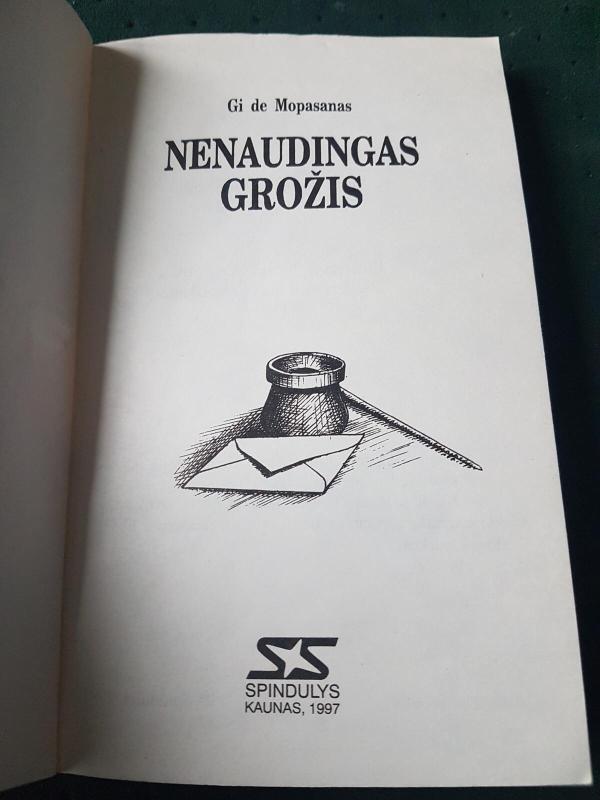 Gi de Mopasanas
NENAUDINGAS
GROŽIS
SPINDULYS
KAUNAS, 1997